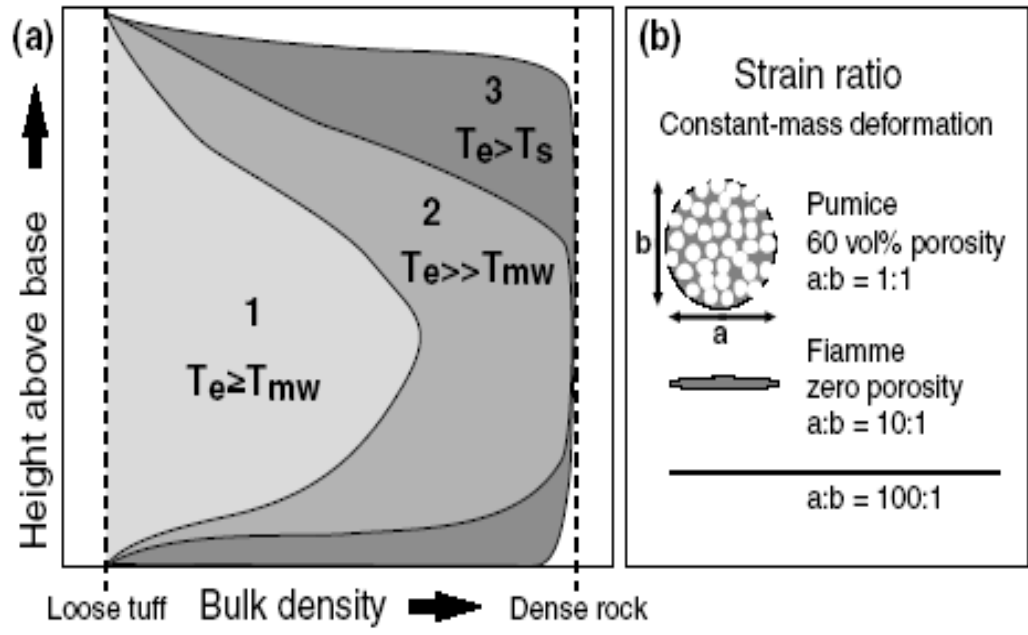 (a)
Height above base
3
Te>Ts
2
Te>>Tmw
1
Te≥Tmw
Loose tuff
Bulk density
Dense rock
(b)
Strain ratio
Constant-mass deformation
b
a
Pumice
60 vol% porosity
a:b = 1:1
Fiamme
zero porosity
a:b = 10:1
a:b = 100:1